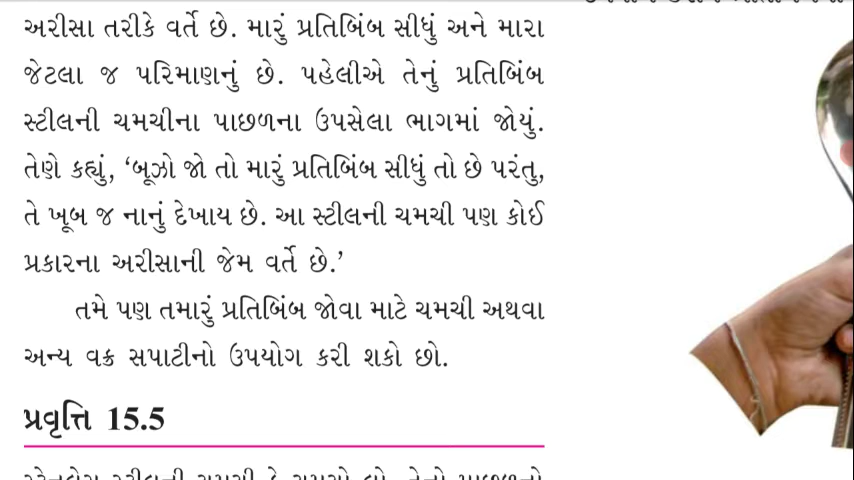 અરીસા તરીકે વર્તે છે. મારું પ્રતિબિંબ સીધું અને મારા
જેટલા જ પરિમાણનું છે. પહેલીએ તેનું પ્રતિબિંબ
સ્ટીલની ચમચીના પાછળના ઉપસેલા ભાગમાં જોયું.
તેણે કહ્યું, ‘બૂઝો જો તો મારું પ્રતિબિંબ સીધું તો છે પરંતુ,
તે ખૂબ જ નાનું દેખાય છે. આ સ્ટીલની ચમચી પણ કોઈ
પ્રકારના અરીસાની જેમ વર્તે છે.’
તમે પણ તમારું પ્રતિબિંબ જોવા માટે ચમચી અથવા
અન્ય વક્ર સપાટીનો ઉપયોગ કરી શકો છો.
પ્રવૃત્તિ 15.5